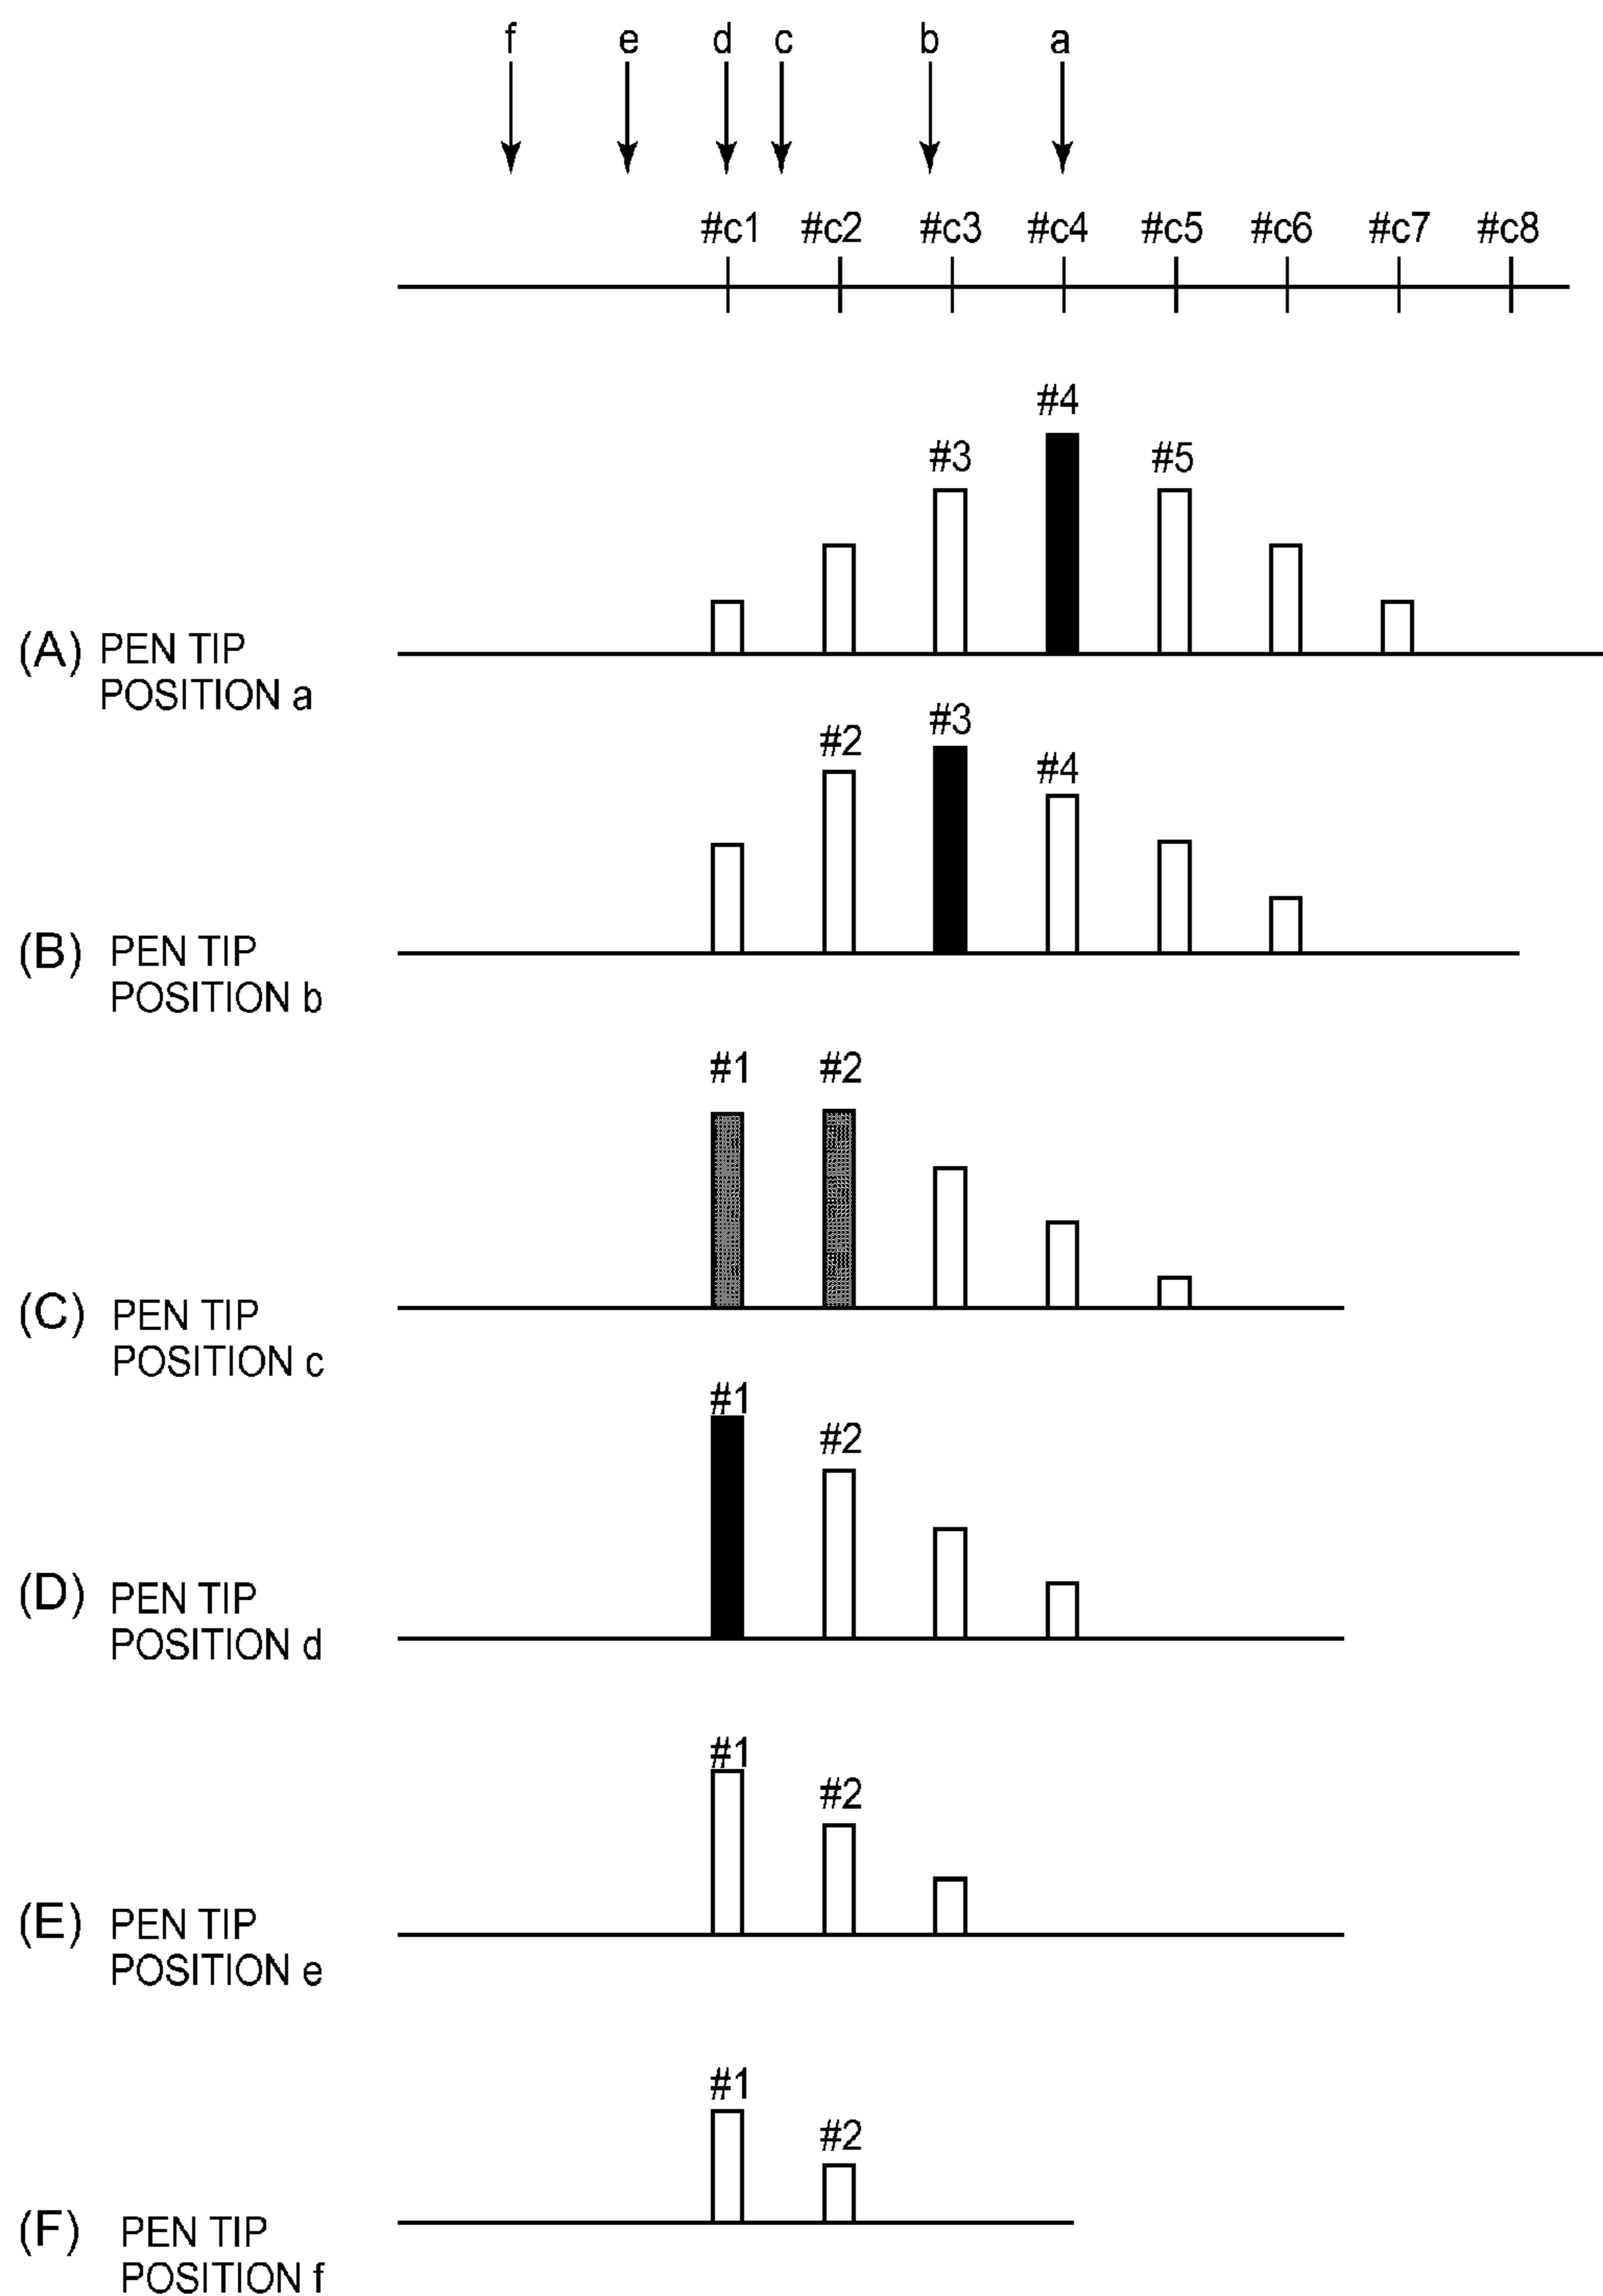 f e d c b a
#c1 #c2 #c3 #c4 #c5 #c6 #c7 #c8
#3 #4 #5
(A) PEN TIP
POSITION a
#2 #3 #4
(B) PEN TIP
POSITION b
#1 #2
(C) PEN TIP
POSITION c
#1 #2
(D) PEN TIP
POSITION d
#1 #2
(E) PEN TIP
POSITION e
#1 #2
(F) PEN TIP
POSITION f